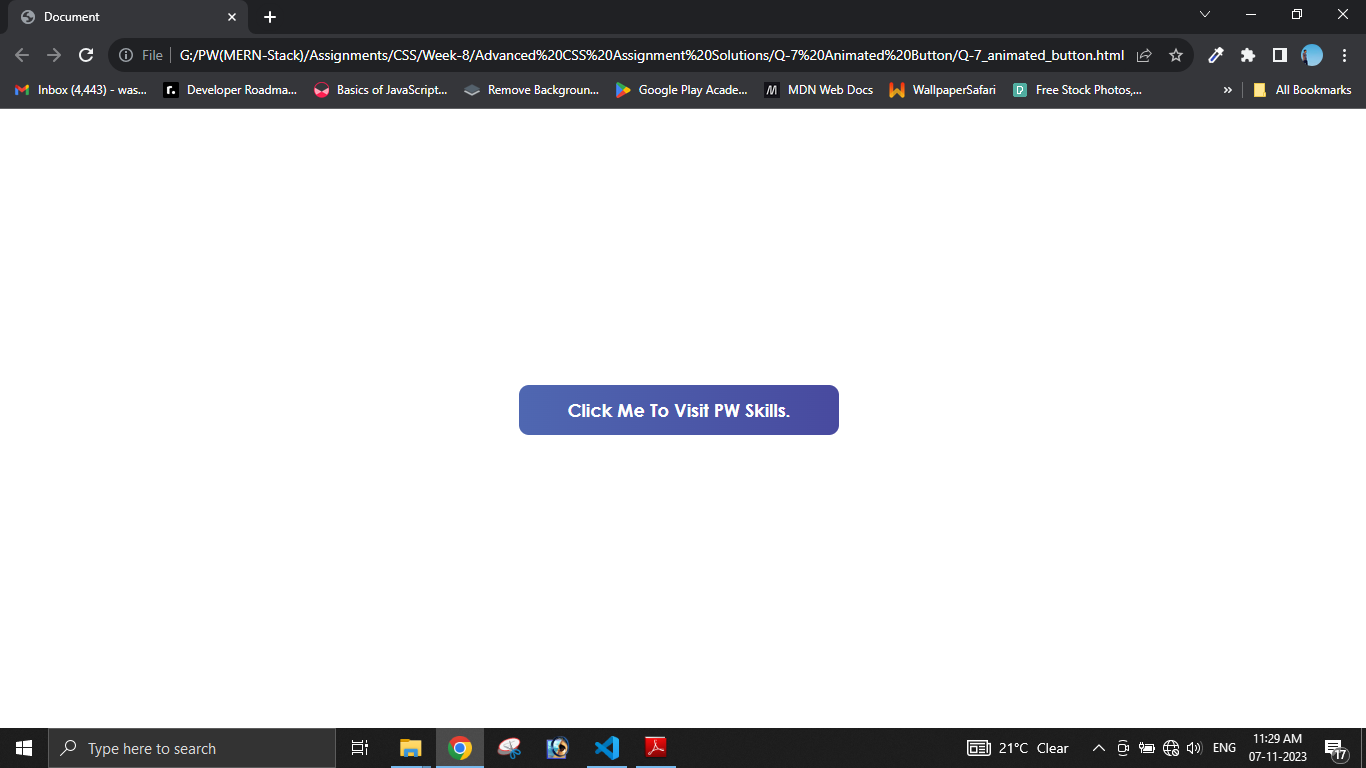 Document
File
G:/PW(MERN-Stack)/Assignments/CSS/Week-8/Advanced%20CSS%20Assignment%20Solutions/Q-7%20Animated%20Button/Q-7_animated_button.html
Inbox (4,443) - was... Developer Roadma... Basics of JavaScript... Remove Backgroun... Google Play Acade... MDN Web Docs WallpaperSafari Free Stock Photos,... » All Bookmarks
Click Me To Visit PW Skills.
Type here to search
21°C Clear
ENG
11:29 AM
07-11-2023
17